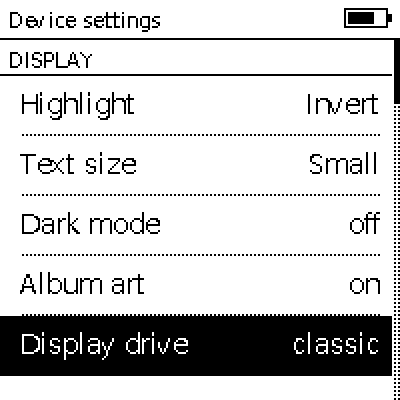 Device settings
DISPLAY
Highlight Invert
Text size Small
Dark mode off
Album art on
Display drive classic